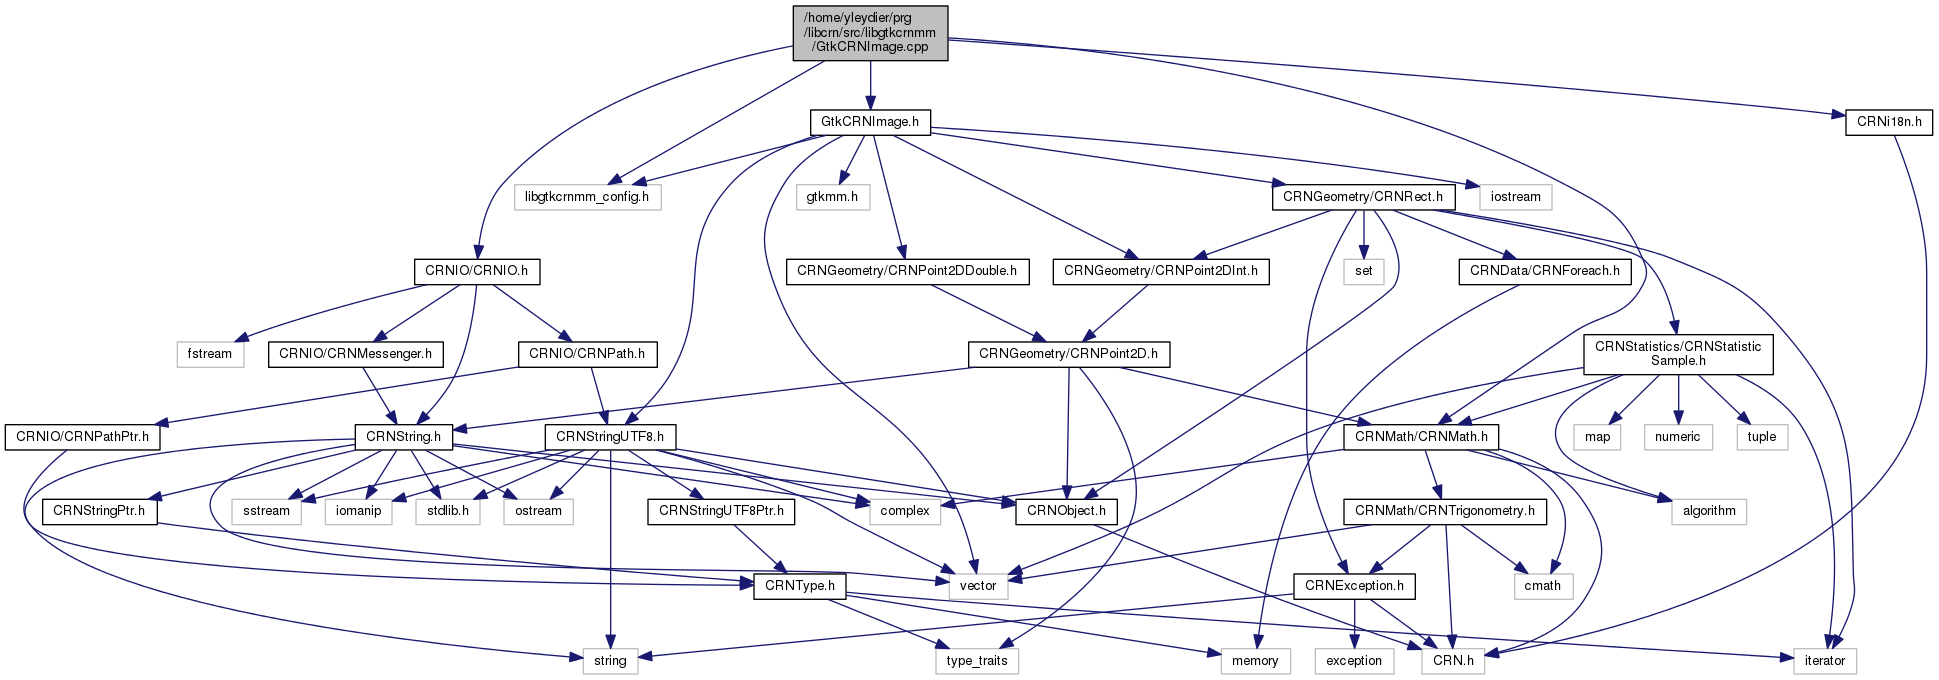 /home/yleydier/prg
/libcrn/src/libgtkcrnmm
/GtkCRNImage.cpp
GtkCRNImage.h
CRNi18n.h
libgtkcrnmm_config.h
gtkmm.h
CRNGeometry/CRNRect.h
iostream
CRNIO/CRNIO.h
CRNGeometry/CRNPoint2DDouble.h
CRNGeometry/CRNPoint2DInt.h
set
CRNData/CRNForeach.h
fstream
CRNIO/CRNMessenger.h
CRNIO/CRNPath.h
CRNGeometry/CRNPoint2D.h
CRNStatistics/CRNStatistic
Sample.h
CRNIO/CRNPathPtr.h
CRNString.h
CRNStringUTF8.h
CRNMath/CRNMath.h
map
numeric
tuple
CRNStringPtr.h
sstream
iomanip
stdlib.h
ostream
CRNStringUTF8Ptr.h
complex
CRNObject.h
CRNMath/CRNTrigonometry.h
algorithm
CRNType.h
vector
CRNException.h
cmath
string
type_traits
memory
exception
CRN.h
iterator